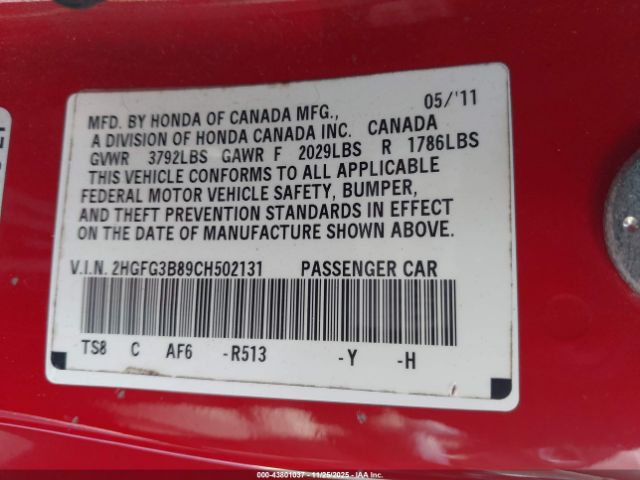 MFD. BY HONDA OF CANADA MFG., 05/'11
A DIVISION OF HONDA CANADA INC. CANADA
GVWR 3792LBS GAWR F 2029LBS R 1786LBS
THIS VEHICLE CONFORMS TO ALL APPLICABLE
FEDERAL MOTOR VEHICLE SAFETY, BUMPER,
AND THEFT PREVENTION STANDARDS IN EFFECT
ON THE DATE OF MANUFACTURE SHOWN ABOVE.
V.I.N. 2HGFG3B89CH502131 PASSENGER CAR
TS8 C AF6 -R513 -Y -H
000-43801037 - 11/25/2025 - IAA Inc.